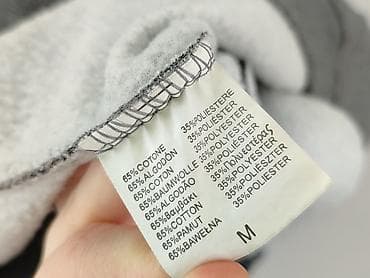 65%COTONE 35%POLIESTERE
65%ALGODÓN 35%POLIÉSTER
65%COTON 35%POLYESTER
65%BAUMWOLLE 35%POLYESTER
65%ALGODÃO 35%POLIÉSTER
65%Βαμβάκι 35%Πολυεστέρας
65%COTTON 35%POLYESTER
65%PAMUT 35%POLIÉSZTER
65%BAWEŁNA 35%POLIESTER
M